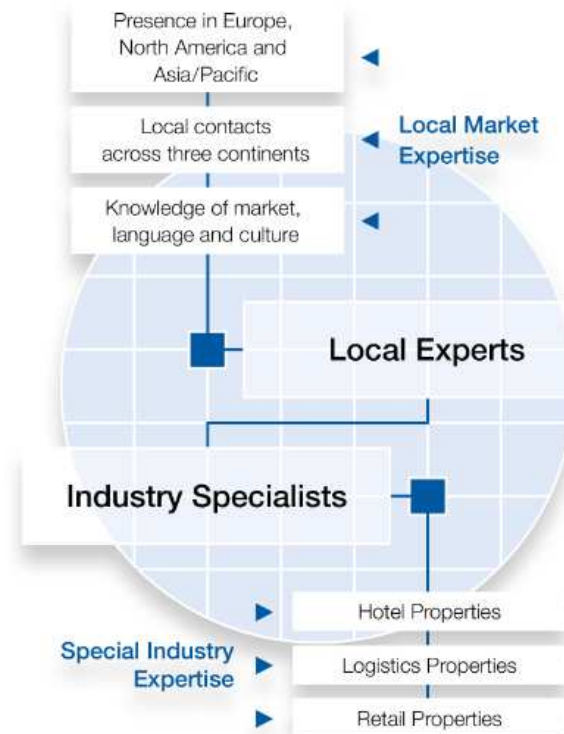 Presence in Europe,
North America and
Asia/Pacific
Local contacts
across three continents
Local Market
Expertise
Knowledge of market,
language and culture
Local Experts
Industry Specialists
Hotel Properties
Special Industry
Expertise
Logistics Properties
Retail Properties